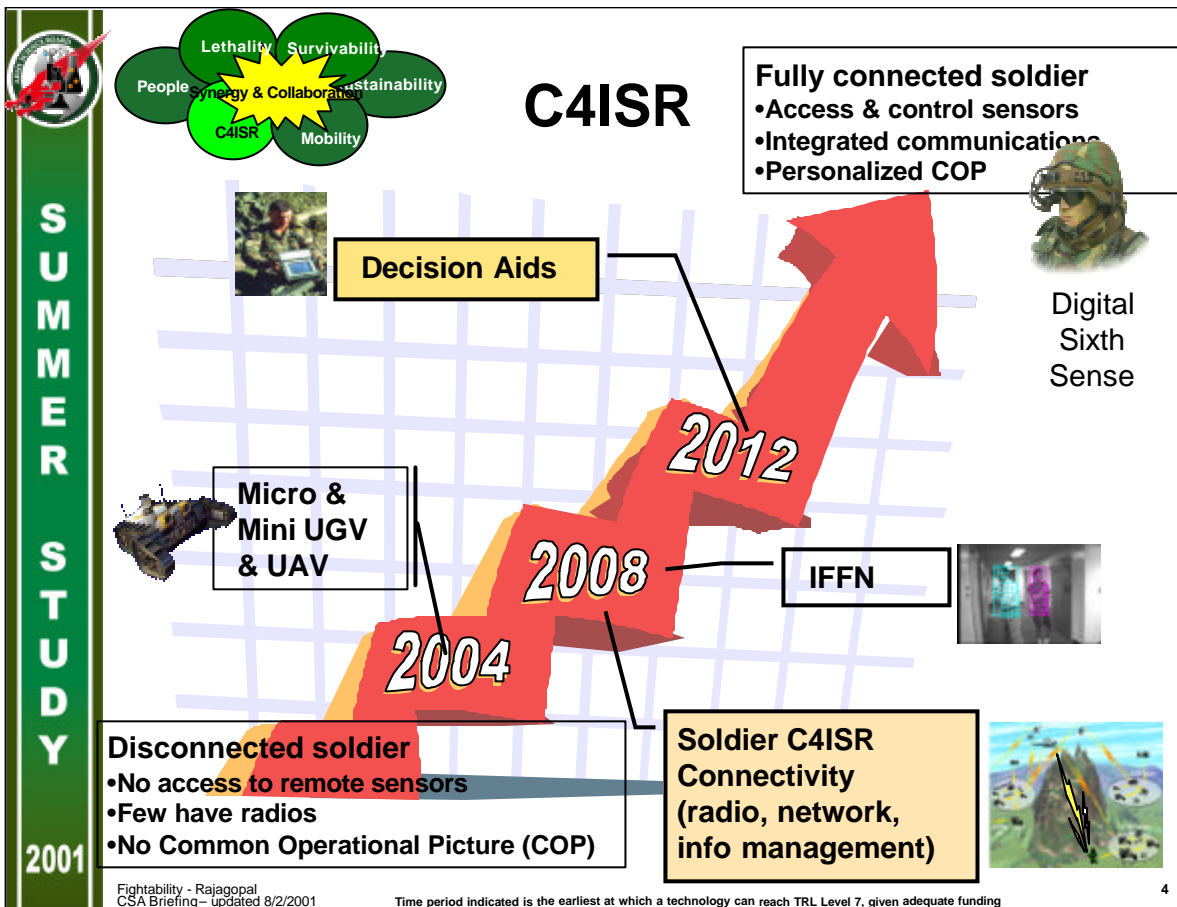 Lethality
Survivability
People
Synergy & Collaboration
Sustainability
C4ISR
Mobility
C4ISR
Fully connected soldier
•Access & control sensors
•Integrated communications
•Personalized COP
Digital
Sixth
Sense
Decision Aids
2012
Micro &
Mini UGV
& UAV
2008
IFFN
2004
Disconnected soldier
•No access to remote sensors
•Few have radios
•No Common Operational Picture (COP)
Soldier C4ISR
Connectivity
(radio, network,
info management)
SUMMER STUDY
2001
Fightability - Rajagopal
CSA Briefing– updated 8/2/2001
Time period indicated is the earliest at which a technology can reach TRL Level 7, given adequate funding
4